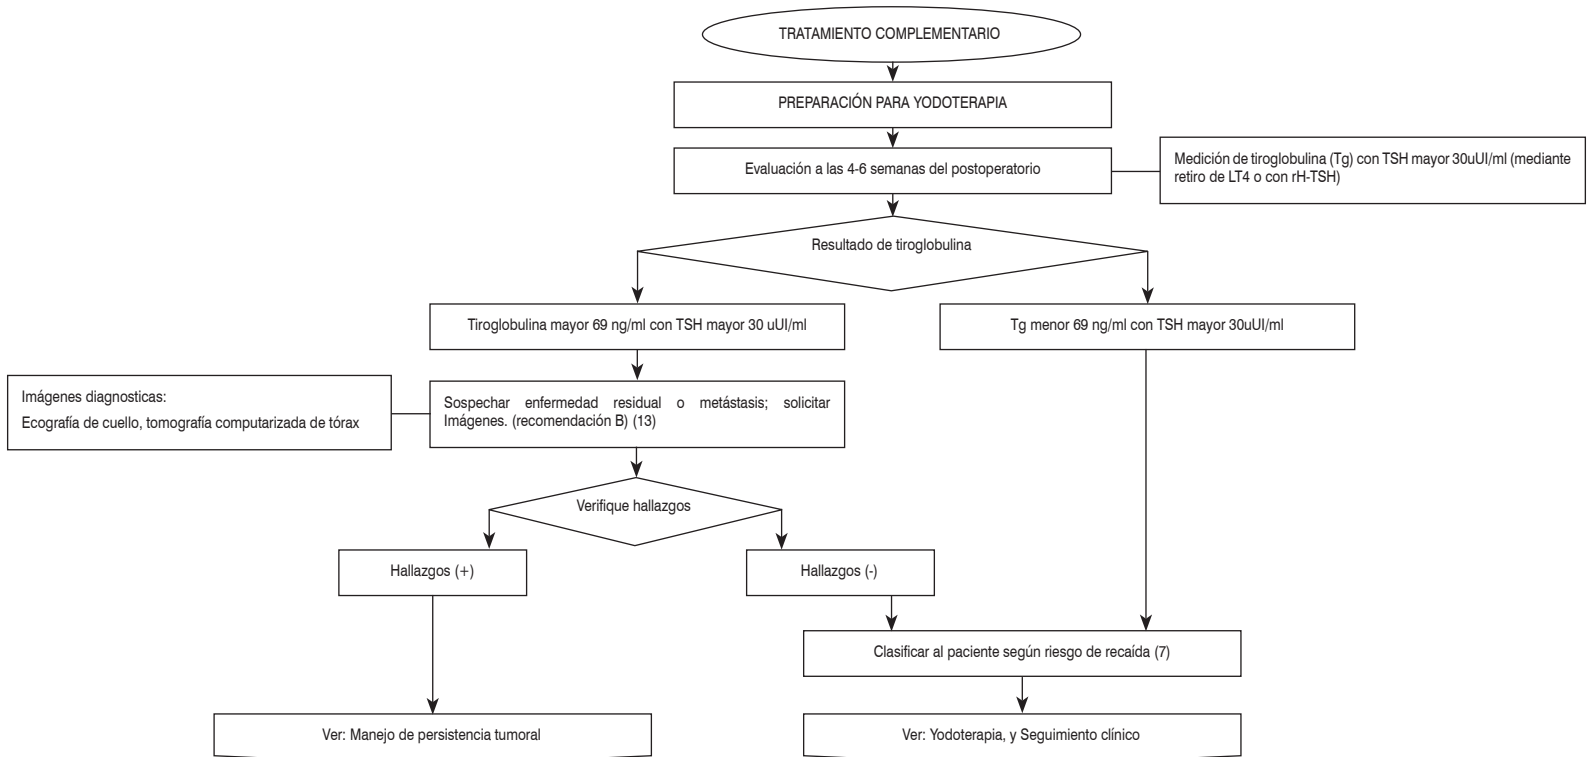 TRATAMIENTO COMPLEMENTARIO
PREPARACIÓN PARA YODOTERAPIA
Evaluación a las 4-6 semanas del postoperatorio
Medición de tiroglobulina (Tg) con TSH mayor 30uUI/ml (mediante
retiro de LT4 o con rH-TSH)
Resultado de tiroglobulina
Tiroglobulina mayor 69 ng/ml con TSH mayor 30 uUI/ml
Tg menor 69 ng/ml con TSH mayor 30uUI/ml
Imágenes diagnosticas:
Ecografía de cuello, tomografía computarizada de tórax
Sospechar enfermedad residual o metástasis; solicitar
Imágenes. (recomendación B) (13)
Verifique hallazgos
Hallazgos (+)
Hallazgos (-)
Clasificar al paciente según riesgo de recaída (7)
Ver: Manejo de persistencia tumoral
Ver: Yodoterapia, y Seguimiento clínico